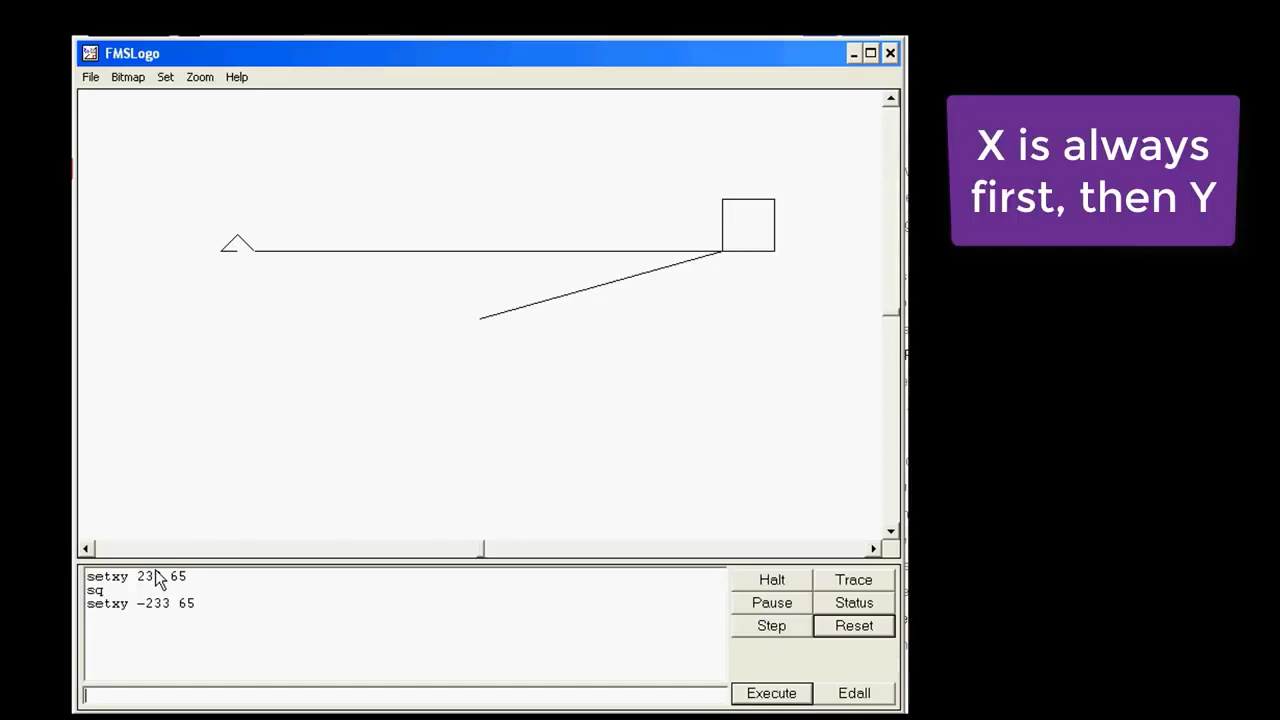 FMSLogo
File Bitmap Set Zoom Help
X is always
first, then Y
setxy 65
sq
setxy -233 65
Halt Trace
Pause Status
Step Reset
Execute Edall